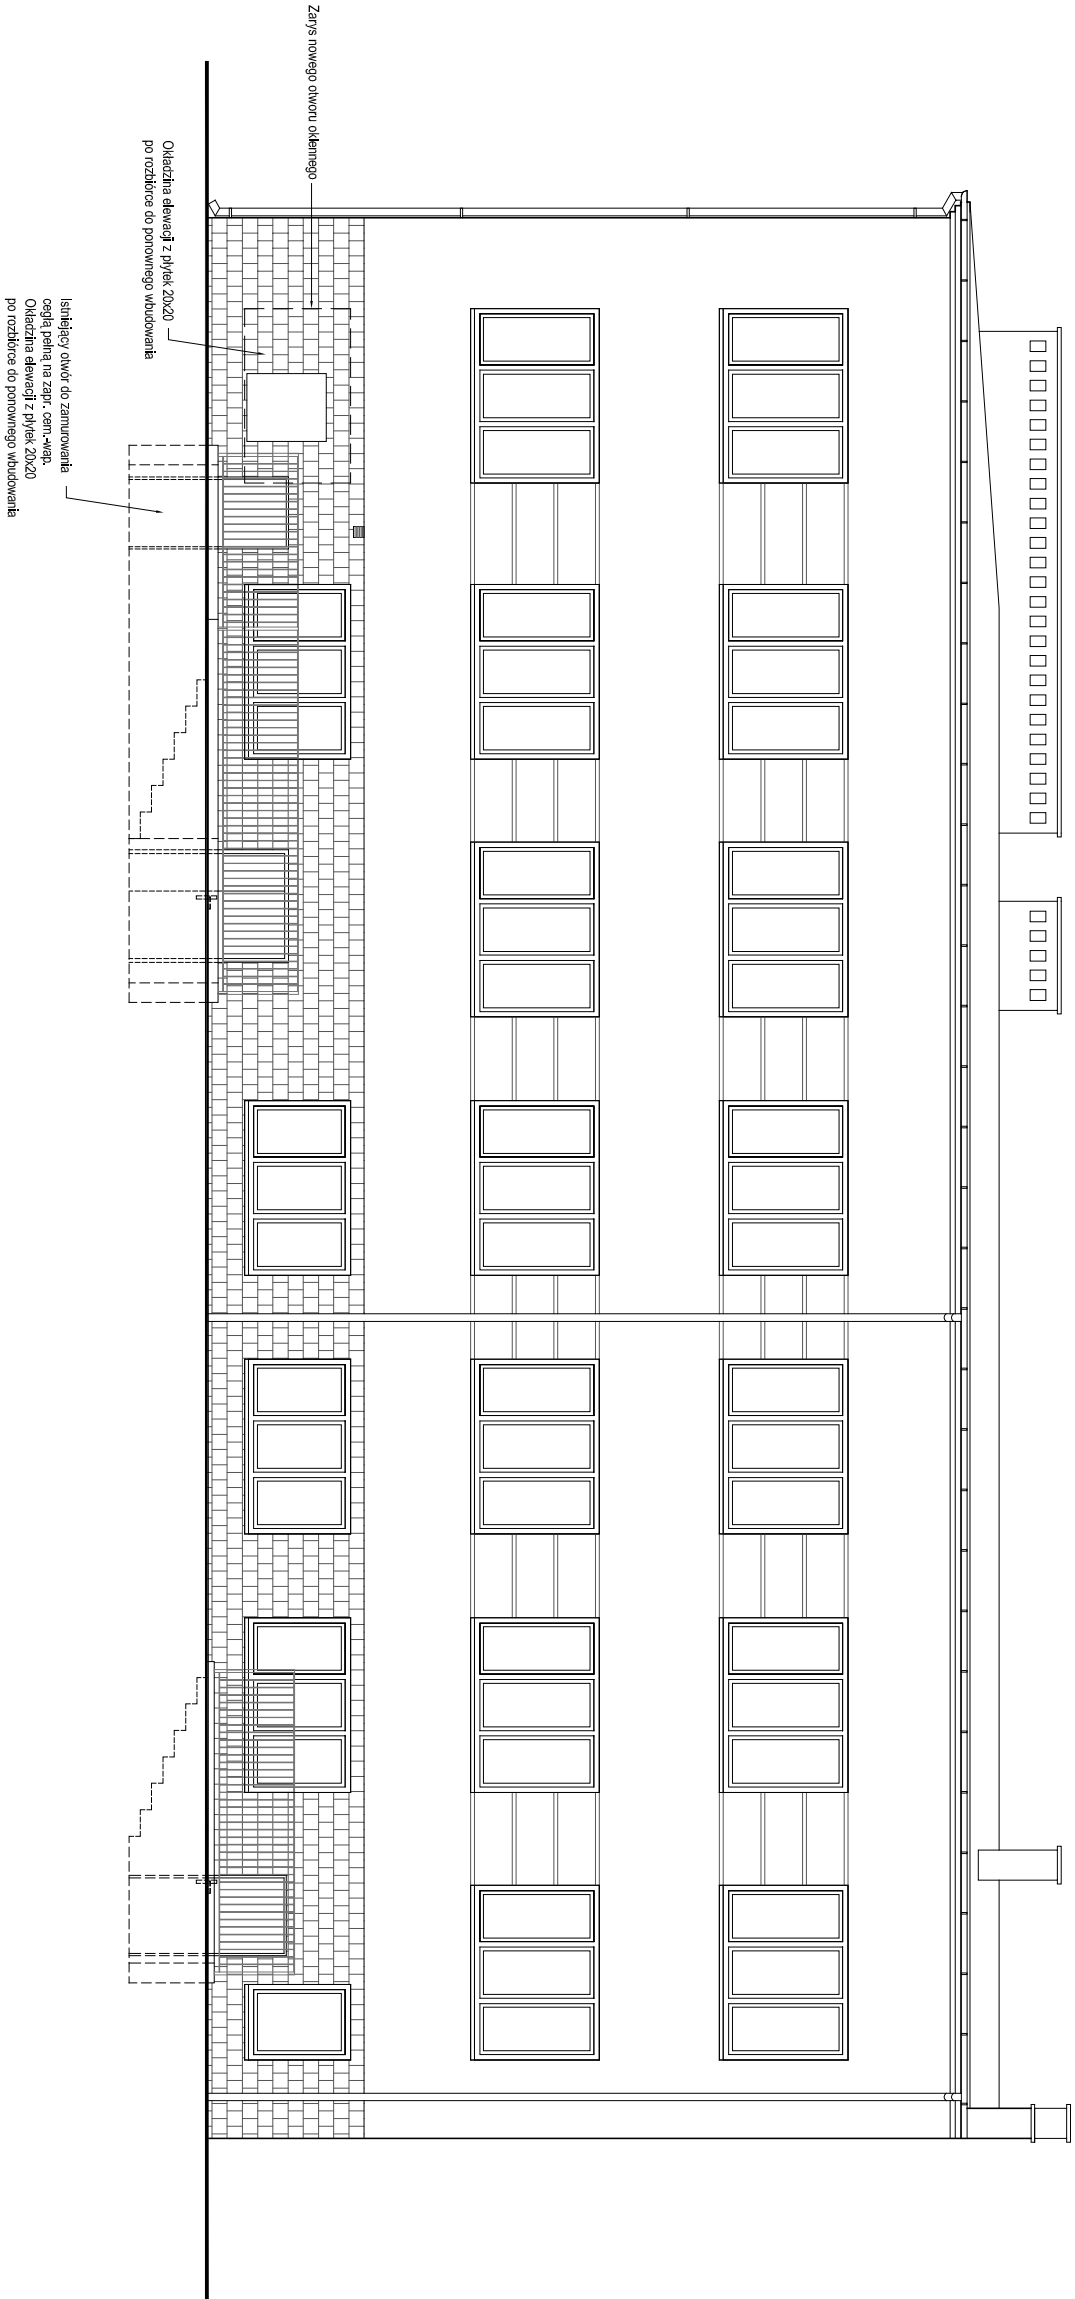 Zarys nowego otworu okiennego
Okładzina elewacji z płytek 20x20
po rozbiórce do ponownego wbudowania
Istniejący otwór do zamurowania
cegłą pełną na zapr. cem.-wap.
Okładzina elewacji z płytek 20x20
po rozbiórce do ponownego wbudowania